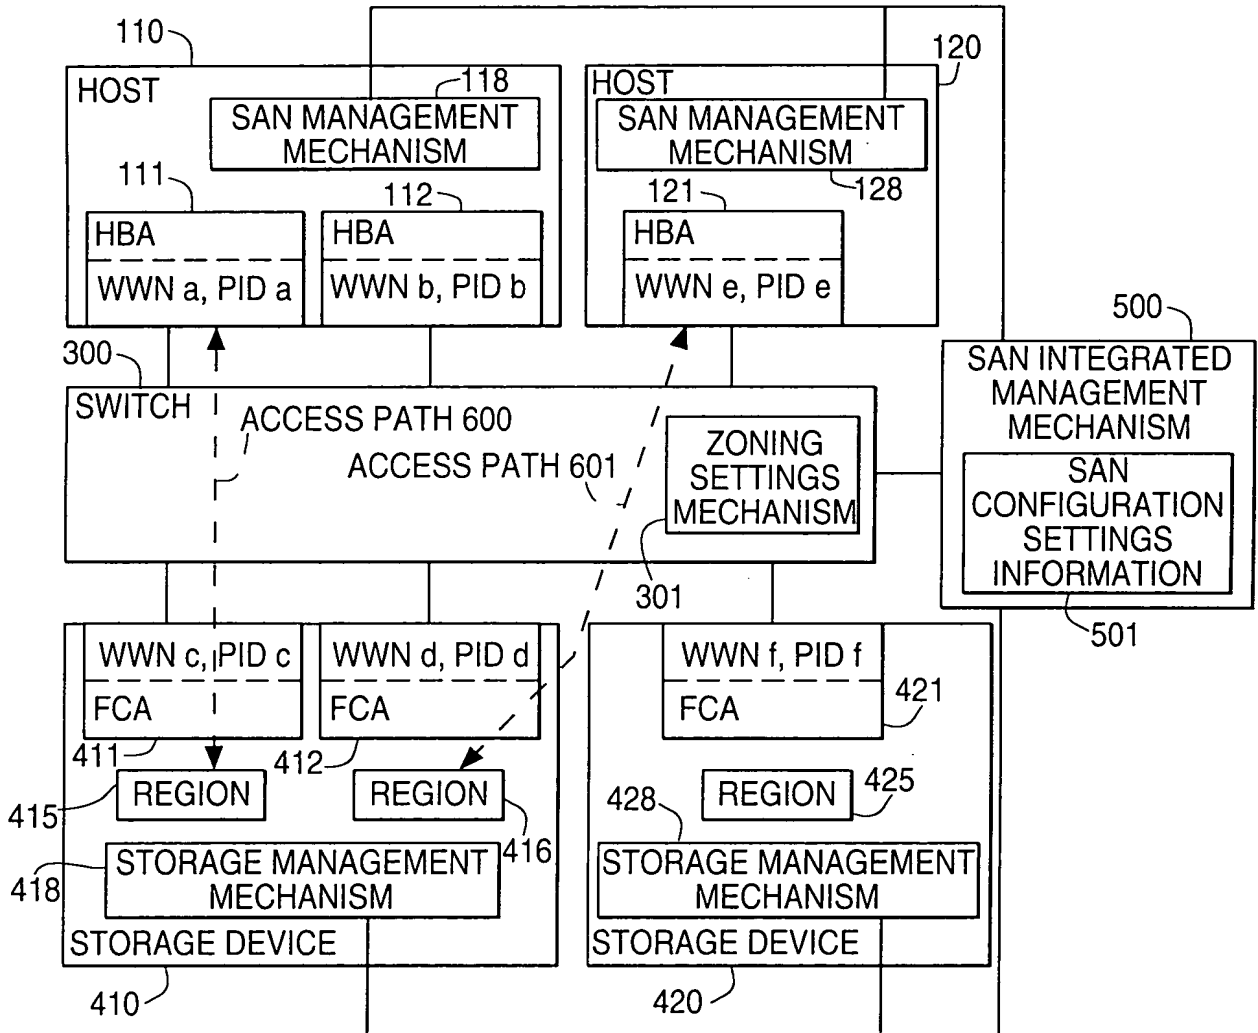 110
120
HOST
118
SAN MANAGEMENT
MECHANISM
HOST
SAN MANAGEMENT
MECHANISM
128
111
112
121
HBA
WWN a, PID a
HBA
WWN b, PID b
HBA
WWN e, PID e
300
500
SWITCH
ACCESS PATH 600
ACCESS PATH 601
ZONING
SETTINGS
MECHANISM
301
SAN INTEGRATED
MANAGEMENT
MECHANISM
SAN
CONFIGURATION
SETTINGS
INFORMATION
501
WWN c, PID c
FCA
411
WWN d, PID d
FCA
412
WWN f, PID f
FCA
421
REGION
415
REGION
416
REGION
425
428
STORAGE MANAGEMENT
MECHANISM
418
STORAGE MANAGEMENT
MECHANISM
STORAGE DEVICE
STORAGE DEVICE
410
420